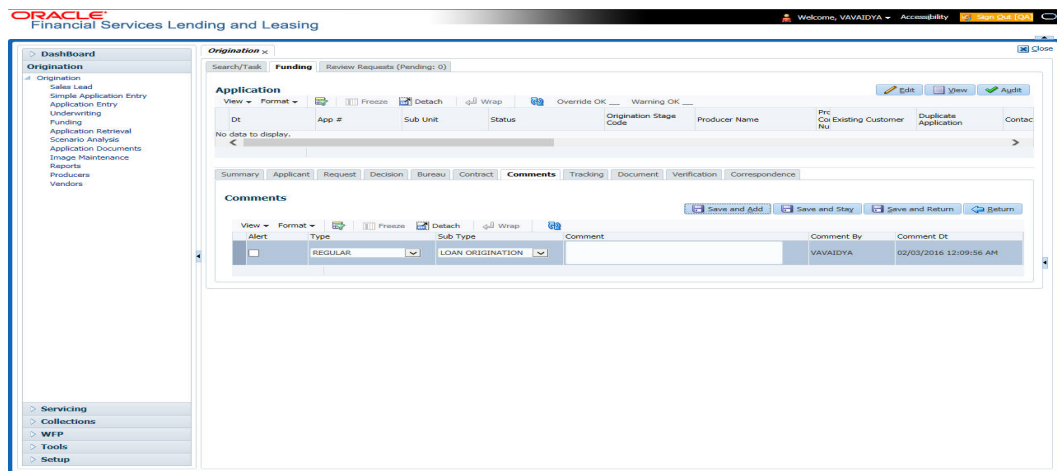 ORACLE
Financial Services Lending and Leasing
Welcome, VAVAIDYA Accessibility Sign Out [QA]
Close
DashBoard
Origination
Origination
Sales Lead
Simple Application Entry
Application Entry
Underwriting
Funding
Application Retrieval
Scenario Analysis
Application Documents
Image Maintenance
Reports
Producers
Vendors
Servicing
Collections
WFP
Tools
Setup
Origination x
Search/Task Funding Review Requests (Pending: 0)
Application
Edit View Audit
View Format Freeze Detach Wrap Override OK __ Warning OK __
Dt App # Sub Unit Status Origination Stage Code Producer Name Existing Customer Duplicate Application Contac
No data to display.
Summary Applicant Request Decision Bureau Contract Comments Tracking Document Verification Correspondence
Comments
Save and Add Save and Stay Save and Return Return
View Format Freeze Detach Wrap
Alert Type Sub Type Comment Comment By Comment Dt
REGULAR LOAN ORIGINATION VAVAIDYA 02/03/2016 12:09:56 AM